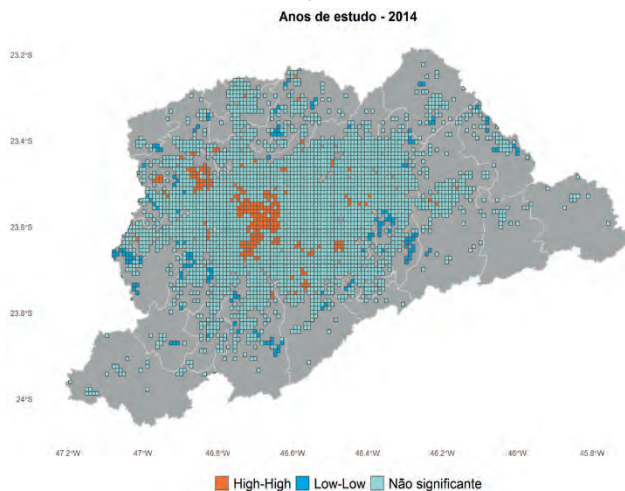 Anos de estudo - 2014
23.2°S
23.4°S
23.6°S
23.8°S
24°S
47.2°W 47°W 46.8°W 46.6°W 46.4°W 46.2°W 46°W 45.8°W
High-High Low-Low Não significante